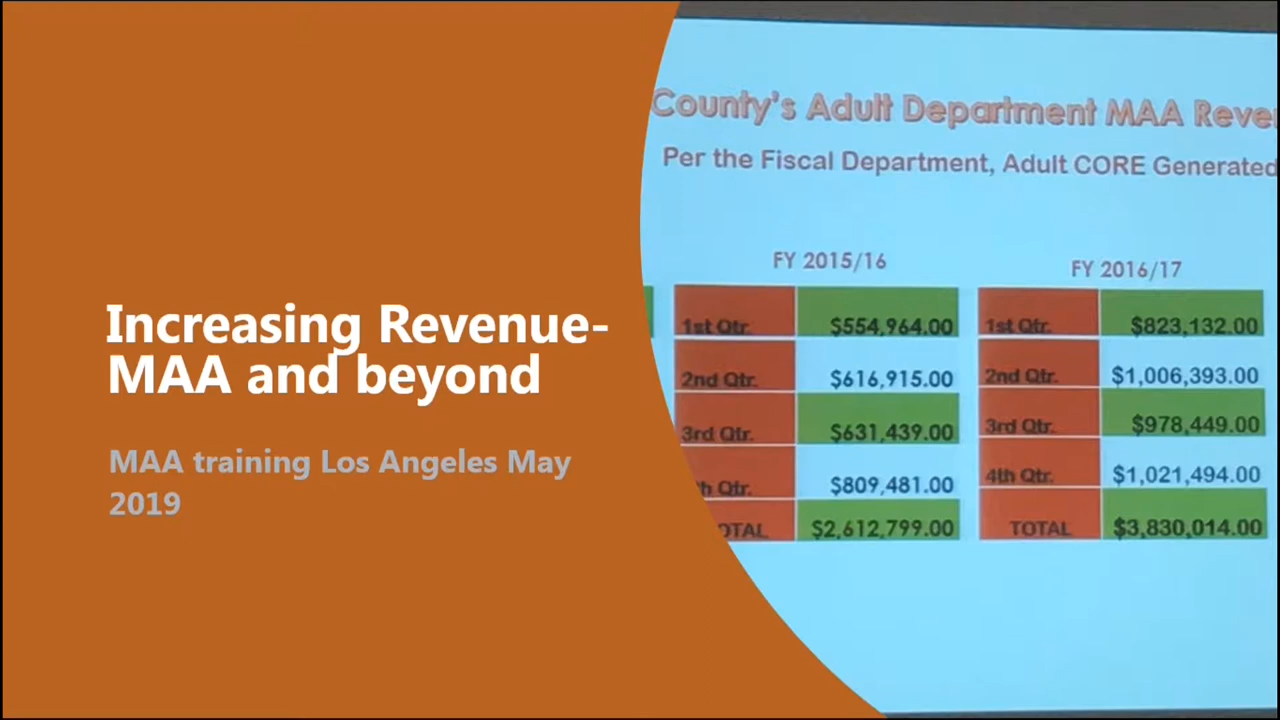 Increasing Revenue-
MAA and beyond
MAA training Los Angeles May
2019
County's Adult Department MAA Reve
Per the Fiscal Department, Adult CORE Generated
FY 2015/16
1st Qtr. $554,964.00
2nd Qtr. $616,915.00
3rd Qtr. $631,439.00
h Qtr. $809,481.00
OTAL $2,612,799.00
FY 2016/17
1st Qtr. $823,132.00
2nd Qtr. $1,006,393.00
3rd Qtr. $978,449.00
4th Qtr. $1,021,494.00
TOTAL $3,830,014.00